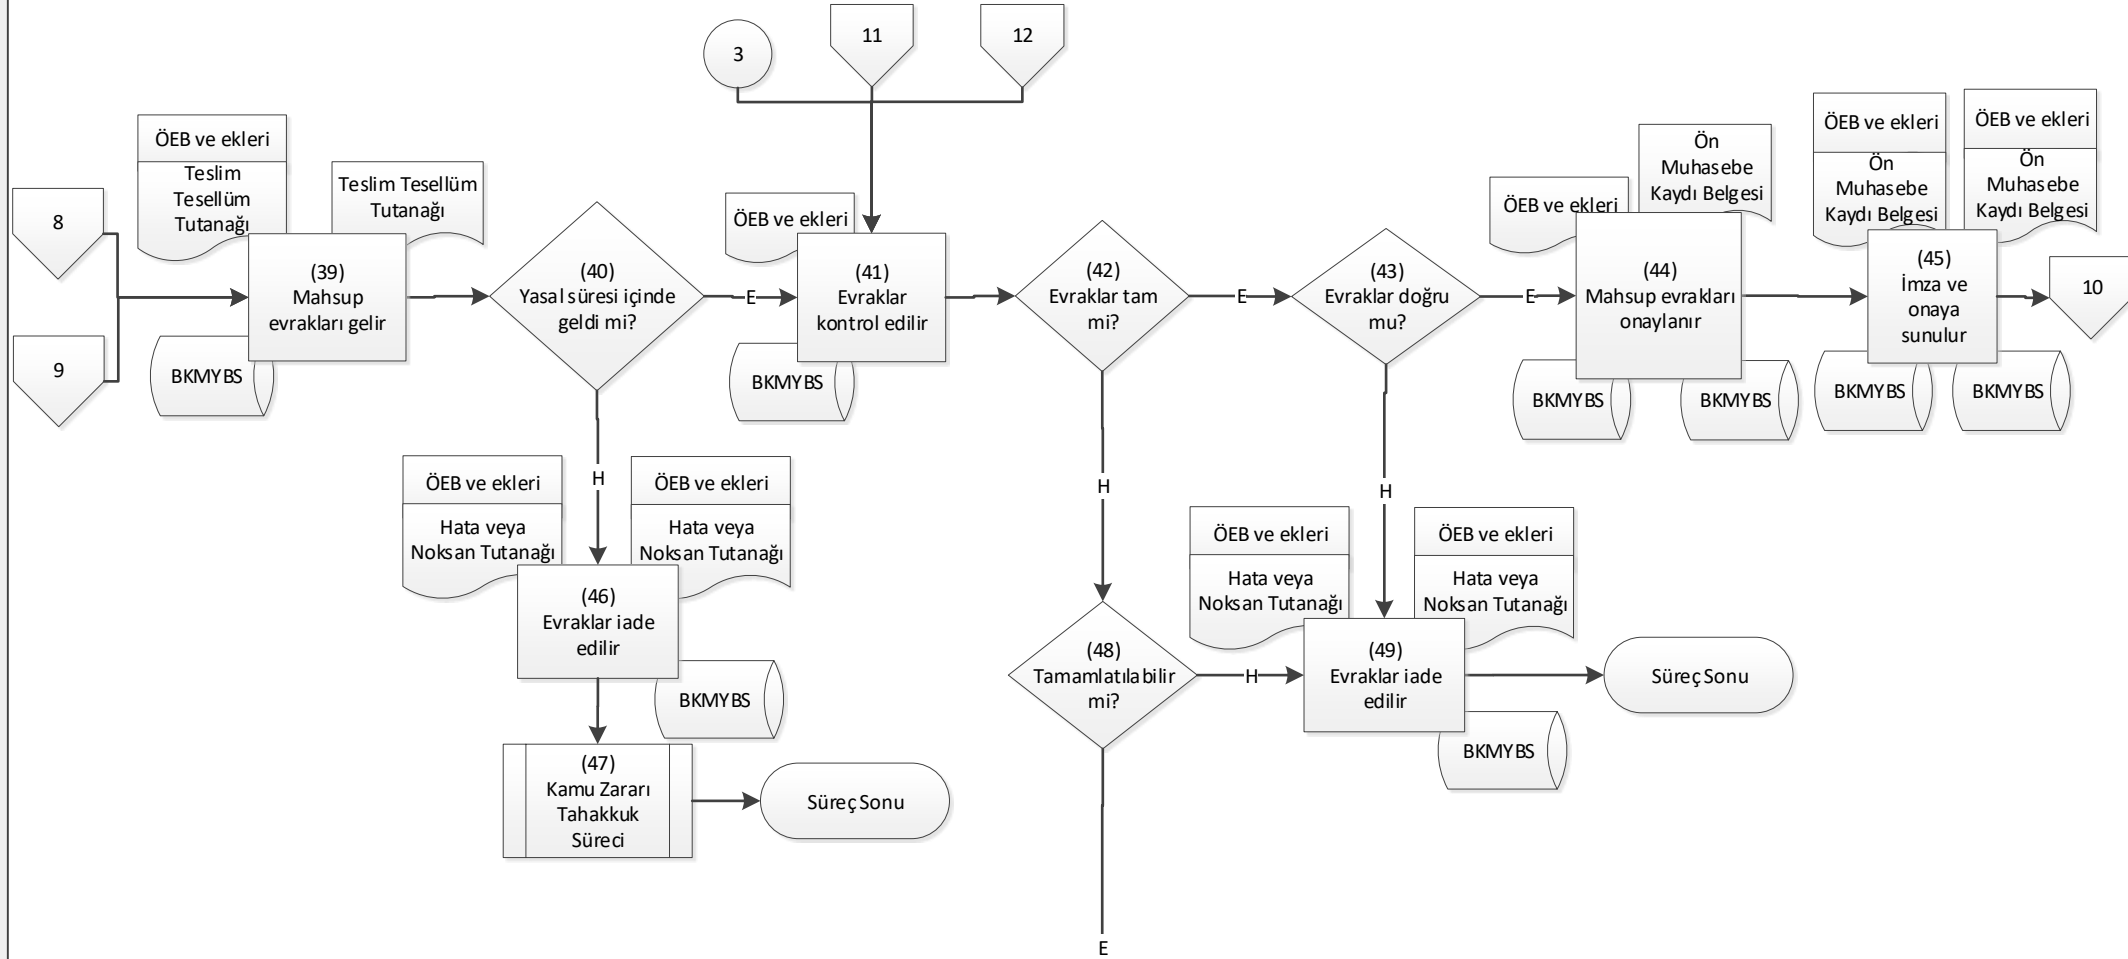 3
11
12
ÖEB ve ekleri
Teslim
Tesellüm
Tutanağı
Teslim Tesellüm
Tutanağı
8
9
(39)
Mahsup
evrakları gelir
BKMYBS
(40)
Yasal süresi içinde
geldi mi?
E
ÖEB ve ekleri
(41)
Evraklar
kontrol edilir
BKMYBS
(42)
Evraklar tam
mi?
E
(43)
Evraklar doğru
mu?
E
ÖEB ve ekleri
Ön
Muhasebe
Kaydı Belgesi
(44)
Mahsup evrakları
onaylanır
BKMYBS
BKMYBS
ÖEB ve ekleri
Ön
Muhasebe
Kaydı Belgesi
ÖEB ve ekleri
Ön
Muhasebe
Kaydı Belgesi
(45)
İmza ve
onaya
sunulur
BKMYBS
BKMYBS
10
H
ÖEB ve ekleri
Hata veya
Noksan Tutanağı
ÖEB ve ekleri
Hata veya
Noksan Tutanağı
(46)
Evraklar iade
edilir
BKMYBS
(47)
Kamu Zararı
Tahakkuk
Süreci
Süreç Sonu
H
H
(48)
Tamamlatılabilir
mi?
H
ÖEB ve ekleri
Hata veya
Noksan Tutanağı
ÖEB ve ekleri
Hata veya
Noksan Tutanağı
(49)
Evraklar iade
edilir
BKMYBS
Süreç Sonu
E